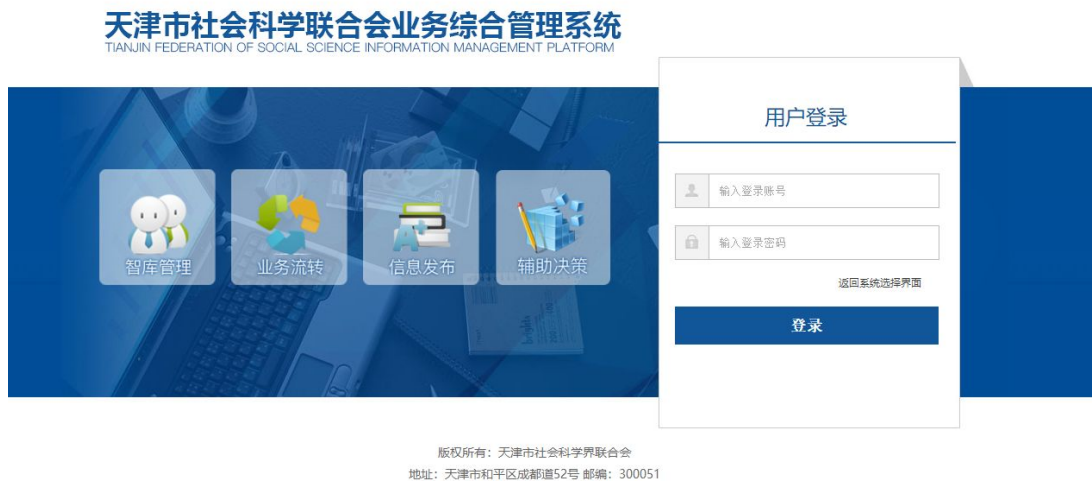 天津市社会科学联合会业务综合管理系统
TIANJIN FEDERATION OF SOCIAL SCIENCE INFORMATION MANAGEMENT PLATFORM
用户登录
输入登录账号
输入登录密码
返回系统选择界面
登录
智库管理
业务流转
信息发布
辅助决策
版权所有：天津市社会科学界联合会
地址：天津市和平区成都道52号 邮编：300051